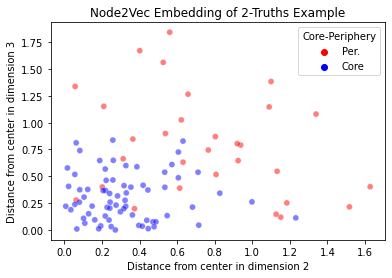 Node2Vec Embedding of 2-Truths Example
Core-Periphery
Per.
Core
Distance from center in dimension 3
1.75
1.50
1.25
1.00
0.75
0.50
0.25
0.00
0.0 0.2 0.4 0.6 0.8 1.0 1.2 1.4 1.6
Distance from center in dimension 2